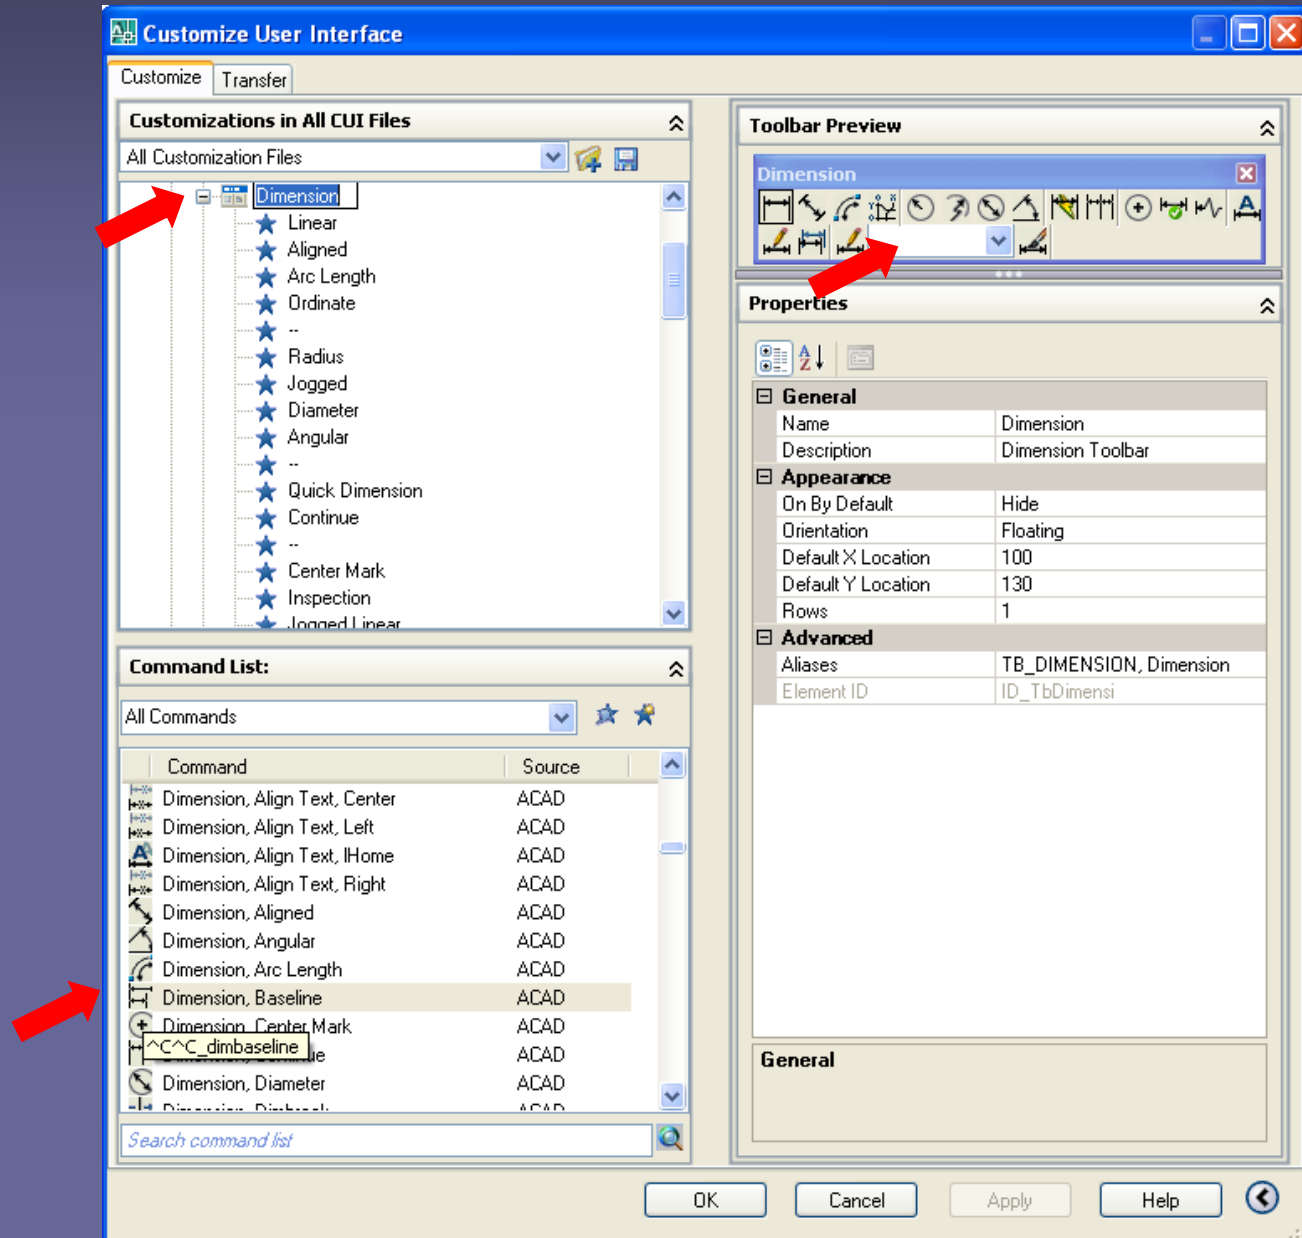 Customize User Interface
Customize
Transfer
Customizations in All CUI Files
All Customization Files
Dimension
Linear
Aligned
Arc Length
Ordinate
--
Radius
Jogged
Diameter
Angular
--
Quick Dimension
Continue
--
Center Mark
Inspection
Jogged Linear
Command List:
All Commands
Command Source
Dimension, Align Text, Center ACAD
Dimension, Align Text, Left ACAD
Dimension, Align Text, IHome ACAD
Dimension, Align Text, Right ACAD
Dimension, Aligned ACAD
Dimension, Angular ACAD
Dimension, Arc Length ACAD
Dimension, Baseline ACAD
Dimension, Center Mark ACAD
^C^C_dimbaseline
ACAD
Dimension, Diameter ACAD
Dimension, ACAD
Search command list
Toolbar Preview
Dimension
Properties
General
Name Dimension
Description Dimension Toolbar
Appearance
On By Default Hide
Orientation Floating
Default X Location 100
Default Y Location 130
Rows 1
Advanced
Aliases TB_DIMENSION, Dimension
Element ID ID_TbDimensi
General
OK
Cancel
Apply
Help